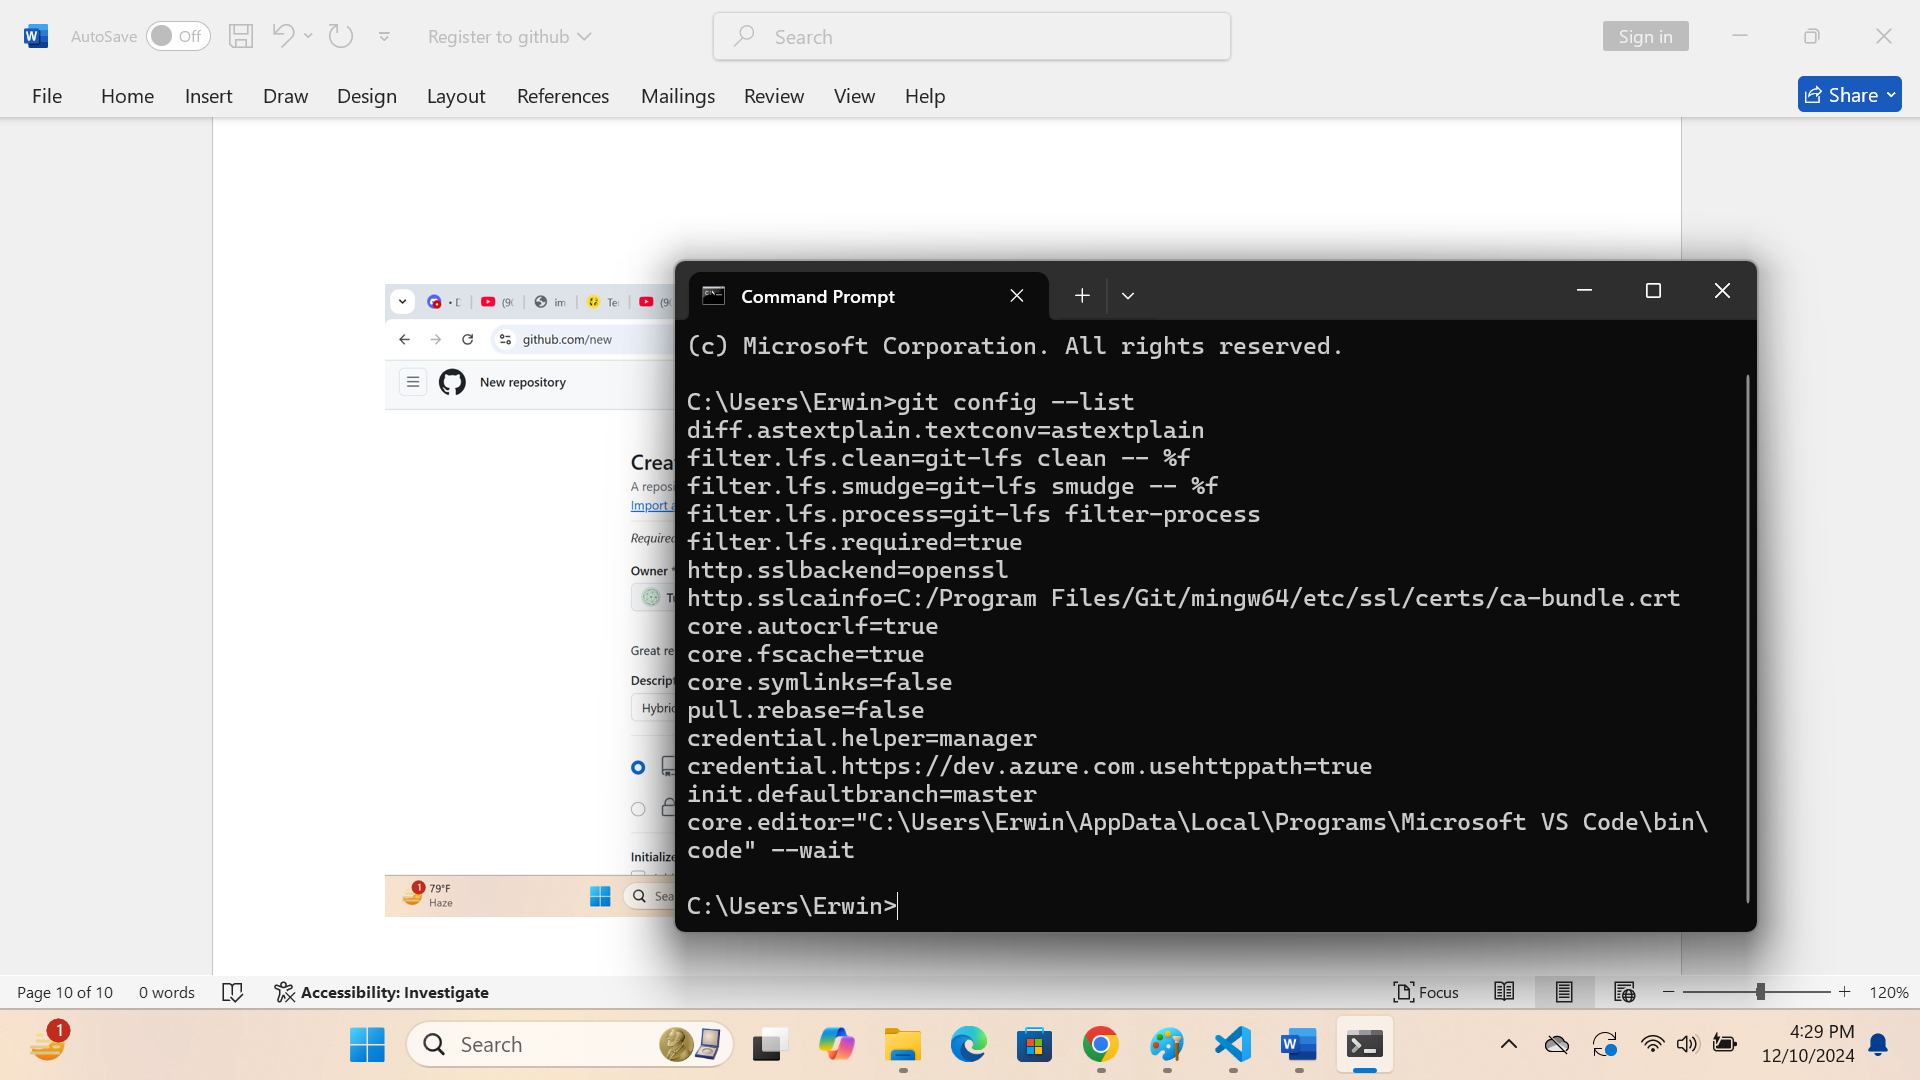 AutoSave Off
Register to github
Search
Sign in
File Home Insert Draw Design Layout References Mailings Review View Help
Share
github.com/new
New repository
Import
Required
Owner *
Great re
Hybri
79°F
Haze
Command Prompt
(c) Microsoft Corporation. All rights reserved.
C:\Users\Erwin>git config --list
diff.astextplain.textconv=astextplain
filter.lfs.clean=git-lfs clean -- %f
filter.lfs.smudge=git-lfs smudge -- %f
filter.lfs.process=git-lfs filter-process
filter.lfs.required=true
http.sslbackend=openssl
http.sslcainfo=C:/Program Files/Git/mingw64/etc/ssl/certs/ca-bundle.crt
core.autocrlf=true
core.fscache=true
core.symlinks=false
pull.rebase=false
credential.helper=manager
credential.https://dev.azure.com.usehttppath=true
init.defaultbranch=master
core.editor="C:\Users\Erwin\AppData\Local\Programs\Microsoft VS Code\bin\
code" --wait
C:\Users\Erwin>
Page 10 of 10 0 words Accessibility: Investigate Focus 120%
1
Search
4:29 PM
12/10/2024